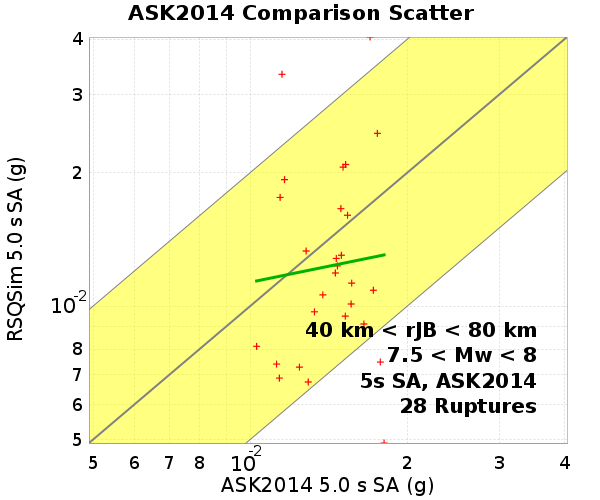 ASK2014 Comparison Scatter
RSQSim 5.0 s SA (g)
4
3
2
10-2
8
7
6
5
40 km < rJB < 80 km
7.5 < Mw < 8
5s SA, ASK2014
28 Ruptures
5 6 7 8 10-2 2 3 4
ASK2014 5.0 s SA (g)